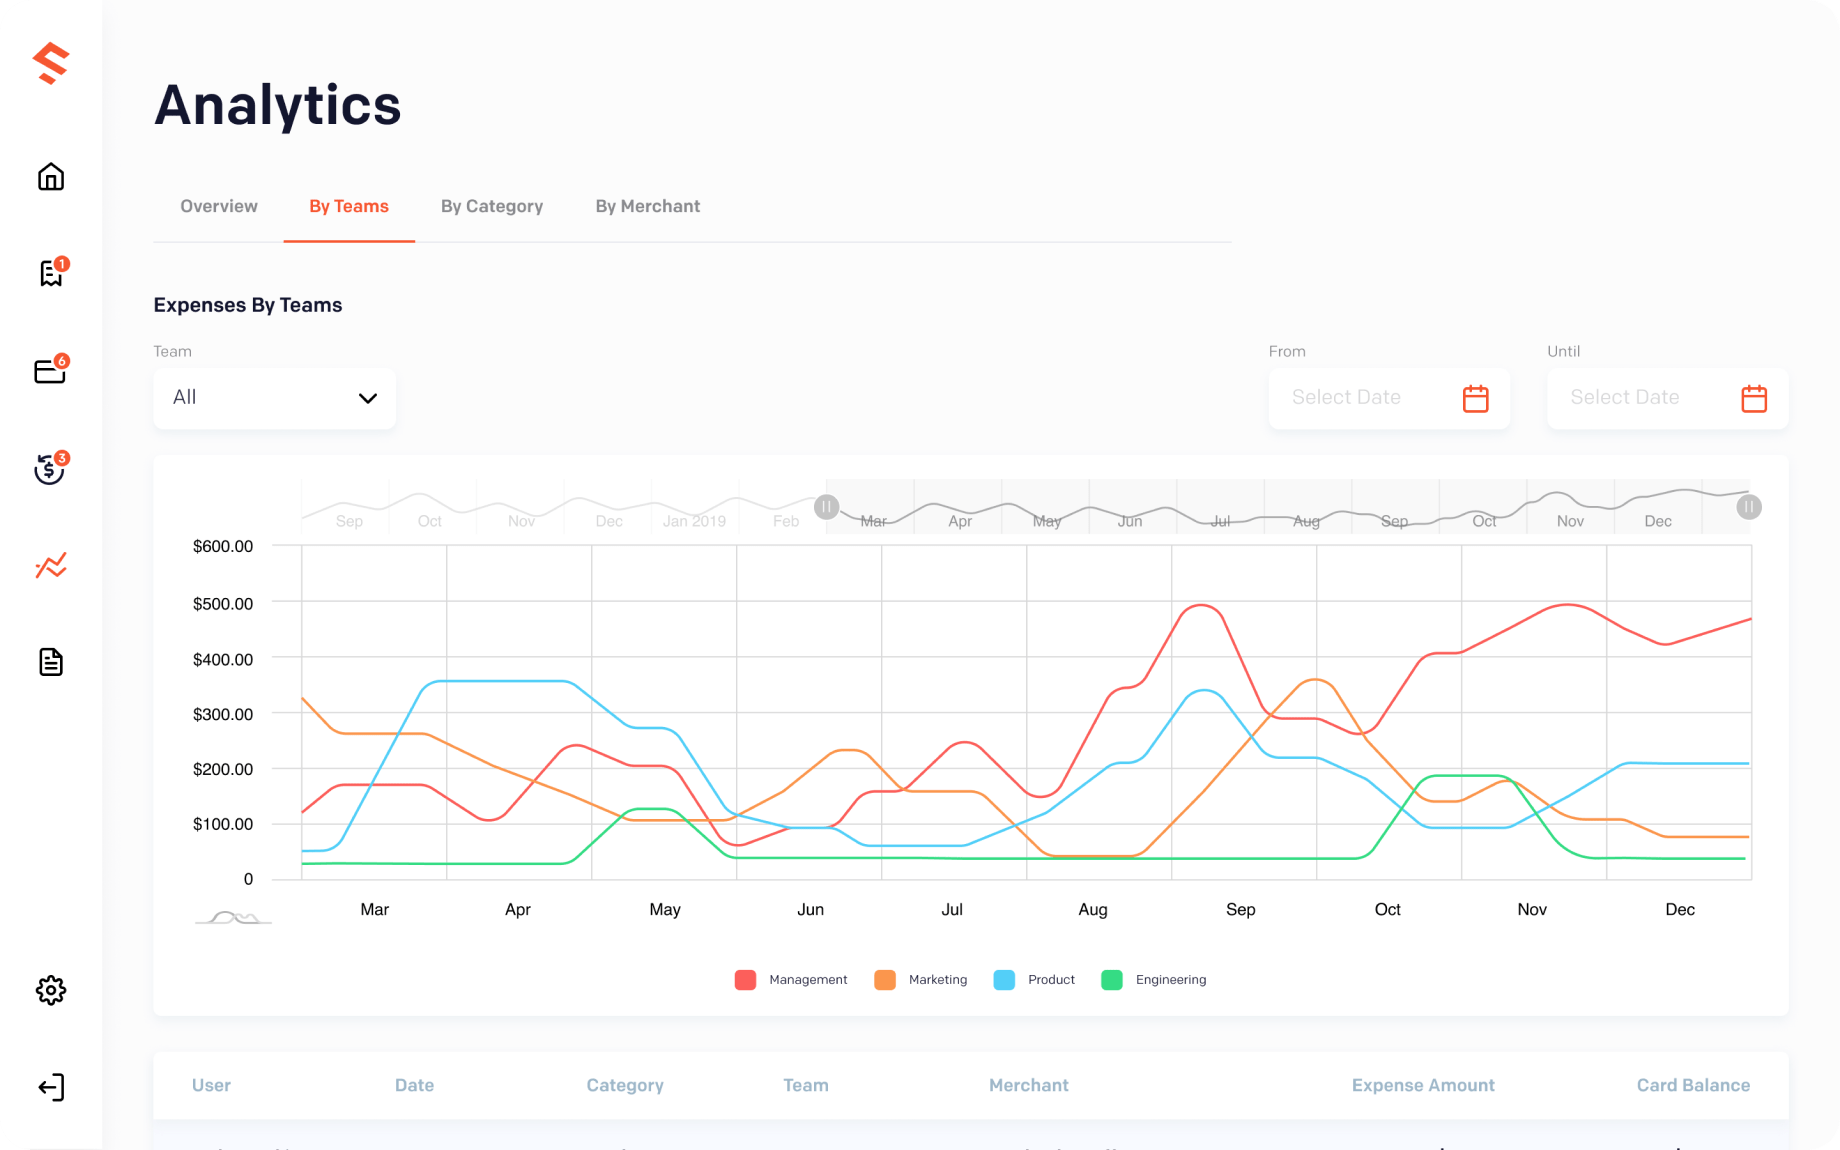 Analytics
Overview By Teams By Category By Merchant
1
Expenses By Teams
Team From Until
6
All Select Date Select Date
3
Sep Oct Nov Dec Jan 2019 Feb Mar Apr May Jun Jul Aug Sep Oct Nov Dec
$600.00
$500.00
$400.00
$300.00
$200.00
$100.00
0
Mar Apr May Jun Jul Aug Sep Oct Nov Dec
Management Marketing Product Engineering
User Date Category Team Merchant Expense Amount Card Balance